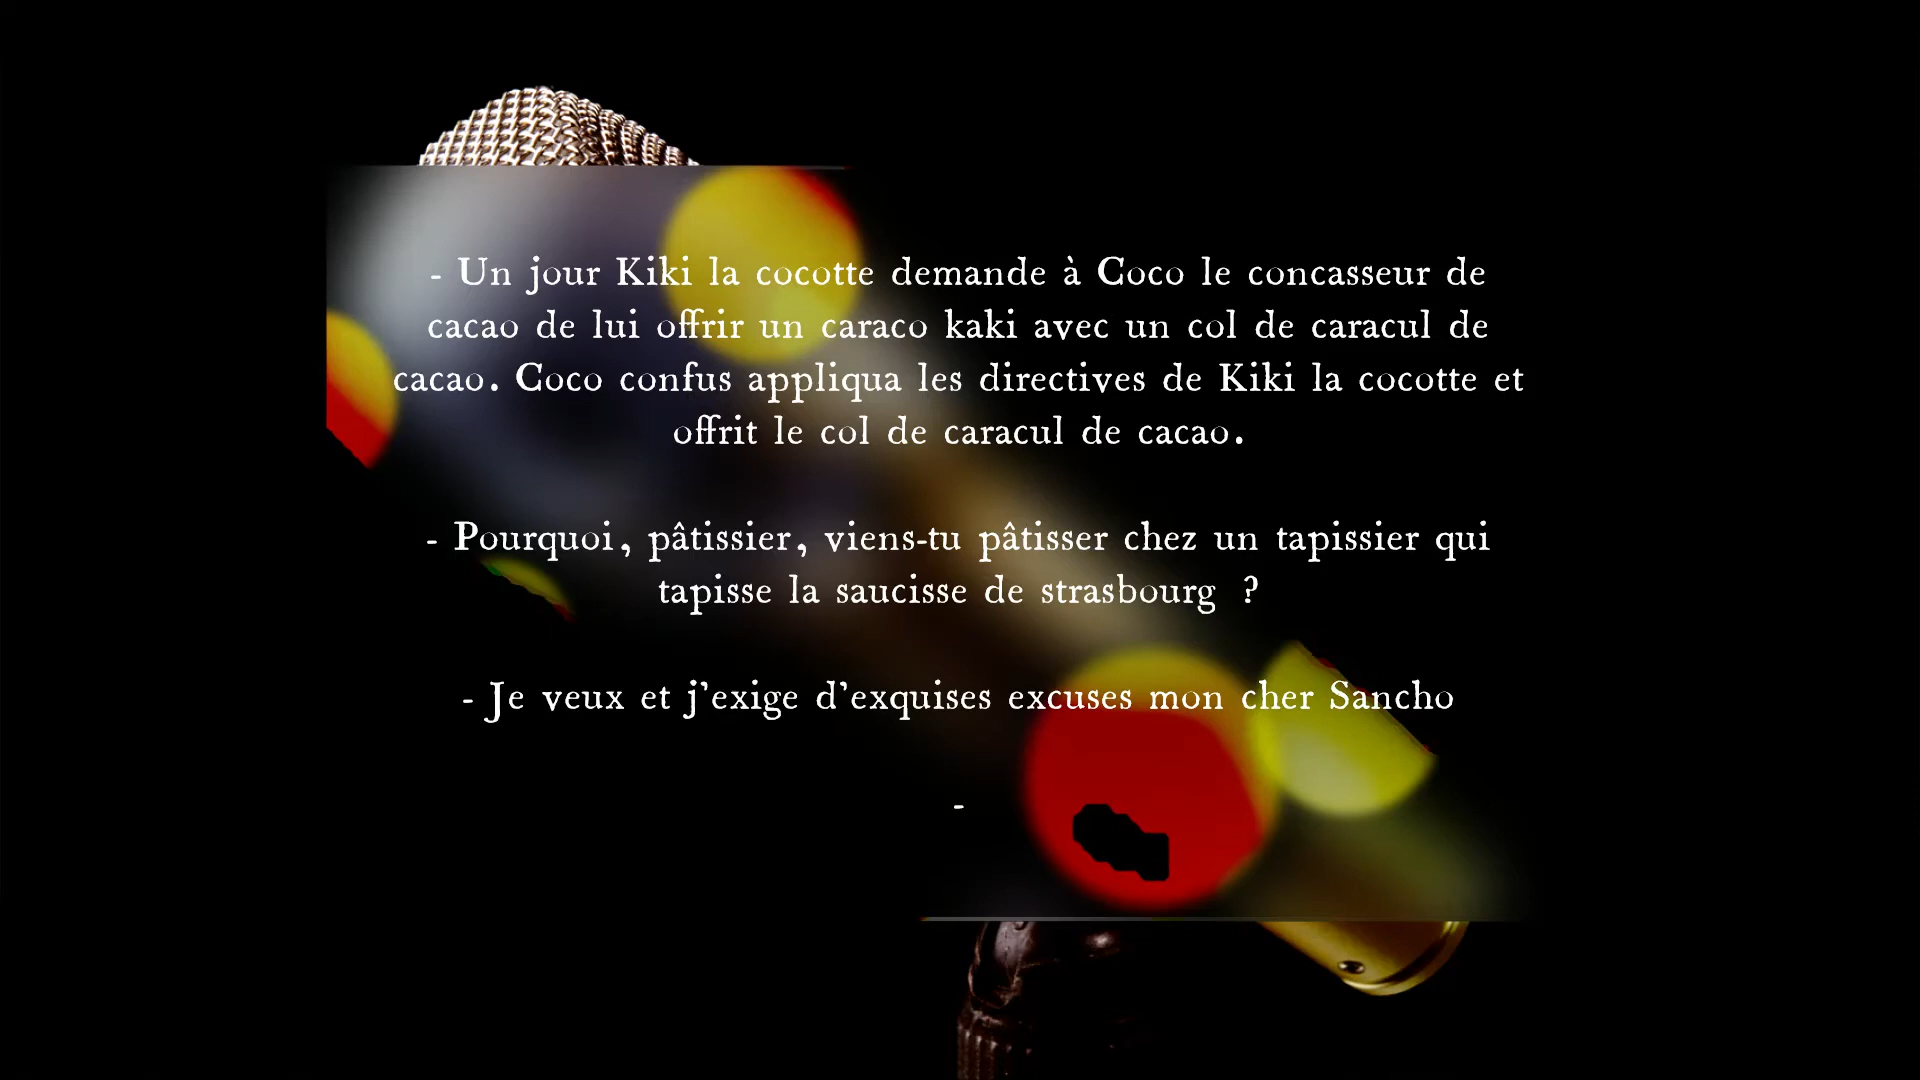 - Un jour Kiki la cocotte demande à Coco le concasseur de
cacao de lui offrir un caraco kaki avec un col de caracul de
cacao. Coco confus appliqua les directives de Kiki la cocotte et
offrit le col de caracul de cacao.
- Pourquoi, pâtissier, viens-tu pâtisser chez un tapissier qui
tapisse la saucisse de strasbourg ?
- Je veux et j'exige d'exquises excuses mon cher Sancho
-